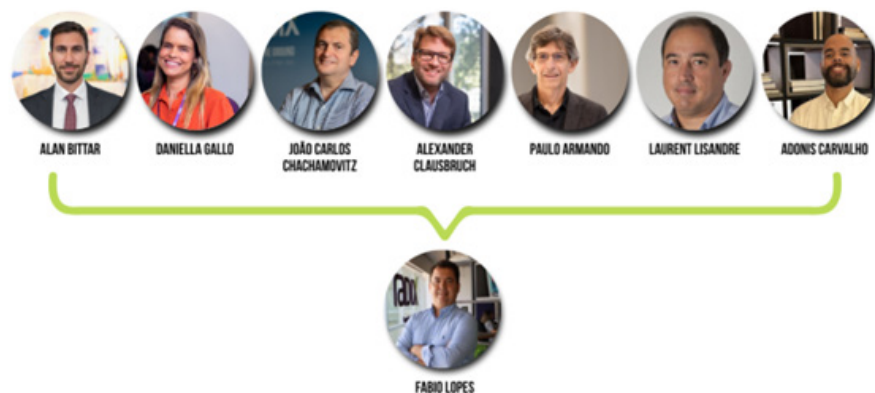 ALAN BITTAR
DANIELLA GALLO
JOÃO CARLOS
CHACHAMOVITZ
ALEXANDER
CLAUSBRUCH
PAULO ARMANDO
LAURENT LISANDRE
ADONIS CARVALHO
FABIO LOPES